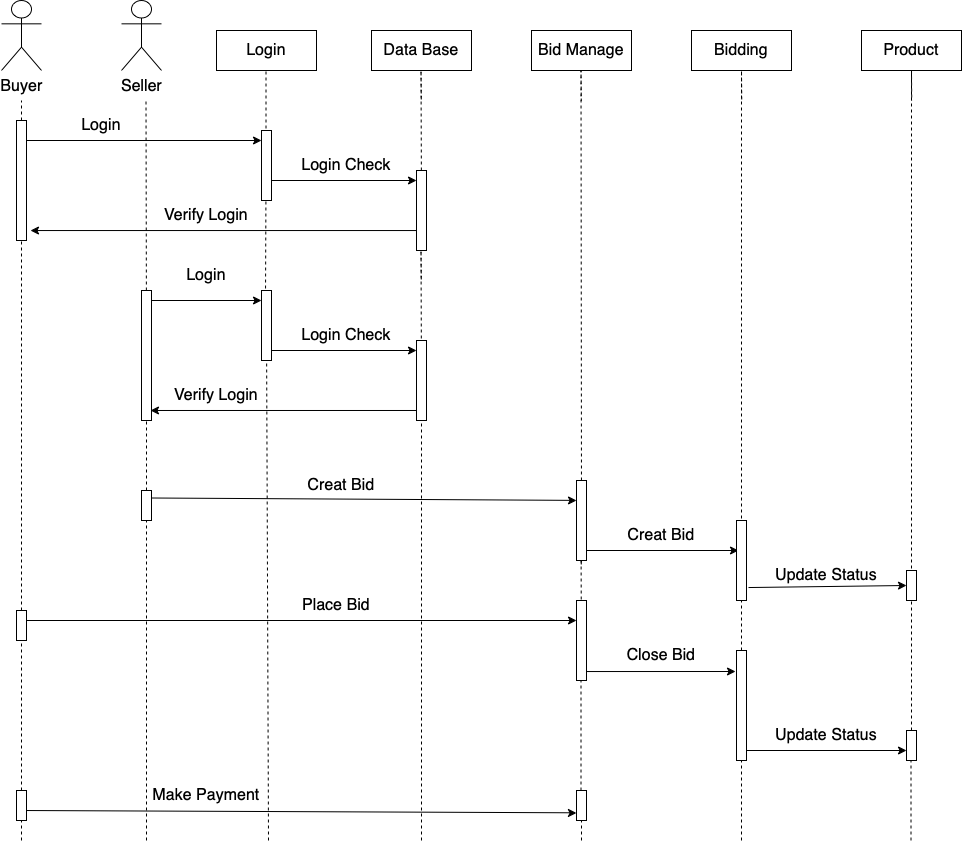 Login
Data Base
Bid Manage
Bidding
Product
Buyer
Seller
Login
Login Check
Verify Login
Login
Login Check
Verify Login
Creat Bid
Creat Bid
Update Status
Place Bid
Close Bid
Update Status
Make Payment